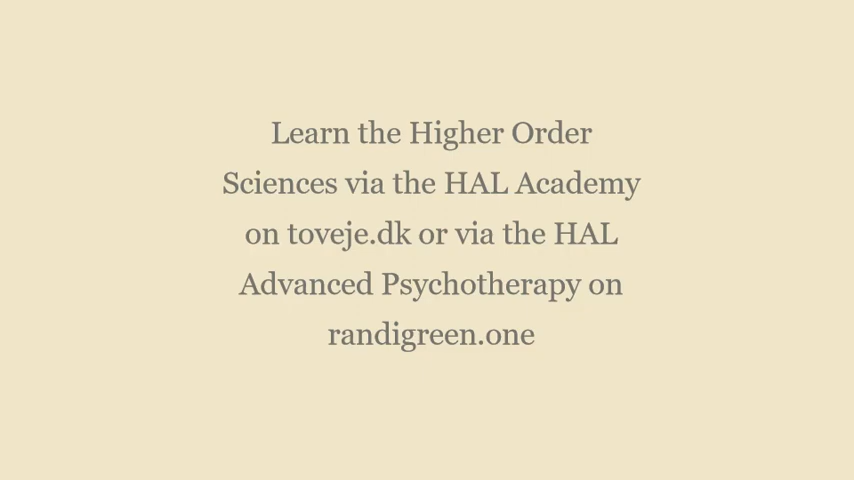 Learn the Higher Order
Sciences via the HAL Academy
on toveje.dk or via the HAL
Advanced Psychotherapy on
randigreen.one